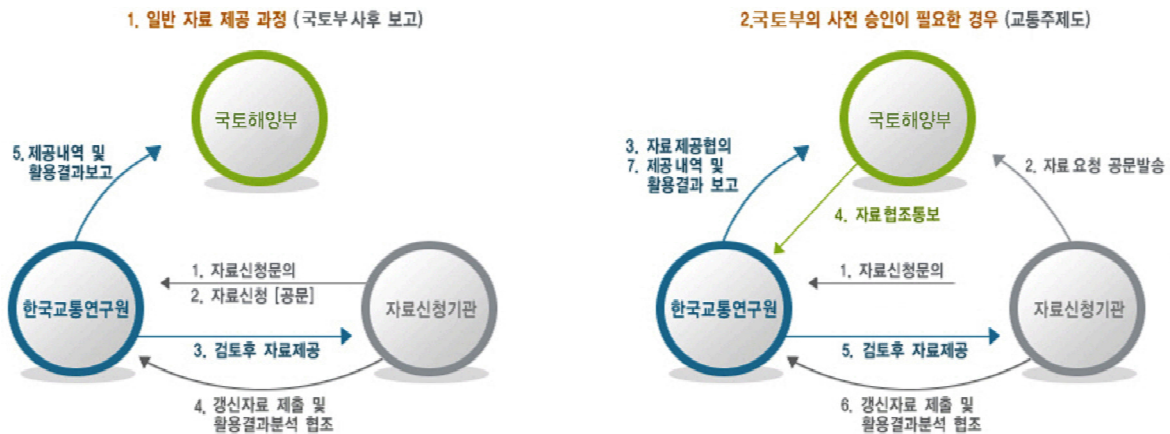 1. 일반 자료 제공 과정 (국토부사후 보고)
국토해양부
5. 제공내역 및
활용결과보고
1. 자료신청문의
2. 자료신청 [공문]
한국교통연구원
자료신청기관
3. 검토후 자료제공
4. 갱신자료 제출 및
활용결과분석 협조
2.국토부의 사전 승인이 필요한 경우 (교통주제도)
국토해양부
3. 자료제공협의
7. 제공내역 및
활용결과 보고
2. 자료요청 공문발송
4. 자료협조통보
1. 자료신청문의
한국교통연구원
자료신청기관
5. 검토후 자료제공
6. 갱신자료 제출 및
활용결과분석 협조